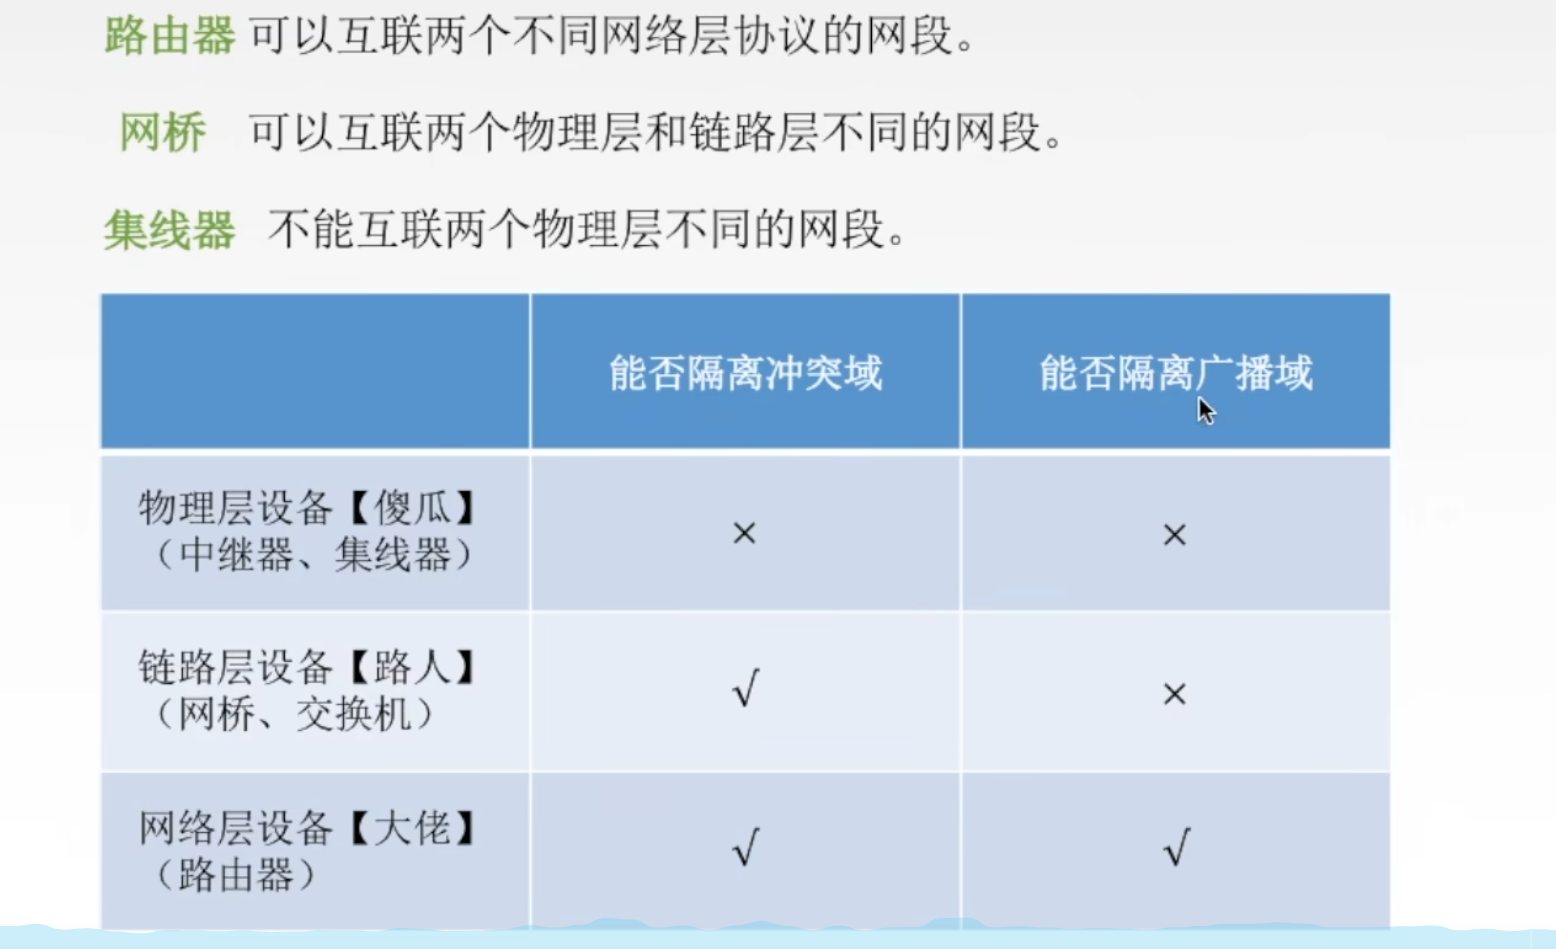 路由器 可以互联两个不同网络层协议的网段。
网桥 可以互联两个物理层和链路层不同的网段。
集线器 不能互联两个物理层不同的网段。
能否隔离冲突域 能否隔离广播域
物理层设备【傻瓜】
（中继器、集线器） × ×
链路层设备【路人】
（网桥、交换机） √ ×
网络层设备【大佬】
（路由器） √ √